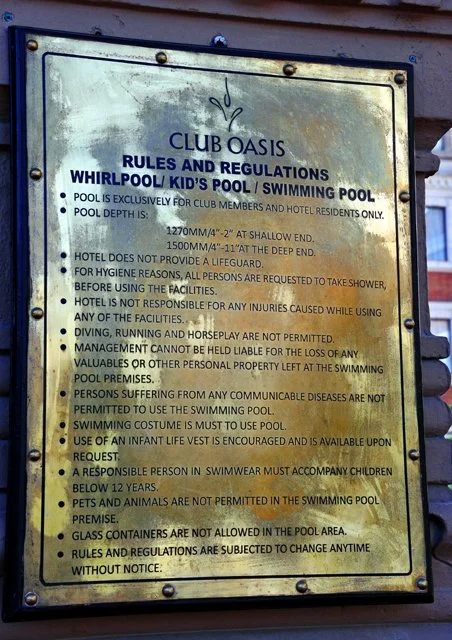 CLUB OASIS
RULES AND REGULATIONS
WHIRLPOOL/ KID'S POOL / SWIMMING POOL
• POOL IS EXCLUSIVELY FOR CLUB MEMBERS AND HOTEL RESIDENTS ONLY.
• POOL DEPTH IS:
1270MM/4"-2" AT SHALLOW END.
1500MM/4"-11"AT THE DEEP END.
• HOTEL DOES NOT PROVIDE A LIFEGUARD.
• FOR HYGIENE REASONS, ALL PERSONS ARE REQUESTED TO TAKE SHOWER,
BEFORE USING THE FACILITIES.
• HOTEL IS NOT RESPONSIBLE FOR ANY INJURIES CAUSED WHILE USING
ANY OF THE FACILITIES.
• DIVING, RUNNING AND HORSEPLAY ARE NOT PERMITTED.
• MANAGEMENT CANNOT BE HELD LIABLE FOR THE LOSS OF ANY
VALUABLES OR OTHER PERSONAL PROPERTY LEFT AT THE SWIMMING
POOL PREMISES.
• PERSONS SUFFERING FROM ANY COMMUNICABLE DISEASES ARE NOT
PERMITTED TO USE THE SWIMMING POOL.
• SWIMMING COSTUME IS MUST TO USE POOL.
• USE OF AN INFANT LIFE VEST IS ENCOURAGED AND IS AVAILABLE UPON
REQUEST.
• A RESPONSIBLE PERSON IN SWIMWEAR MUST ACCOMPANY CHILDREN
BELOW 12 YEARS.
• PETS AND ANIMALS ARE NOT PERMITTED IN THE SWIMMING POOL
PREMISE.
• GLASS CONTAINERS ARE NOT ALLOWED IN THE POOL AREA.
• RULES AND REGULATIONS ARE SUBJECTED TO CHANGE ANYTIME
WITHOUT NOTICE.